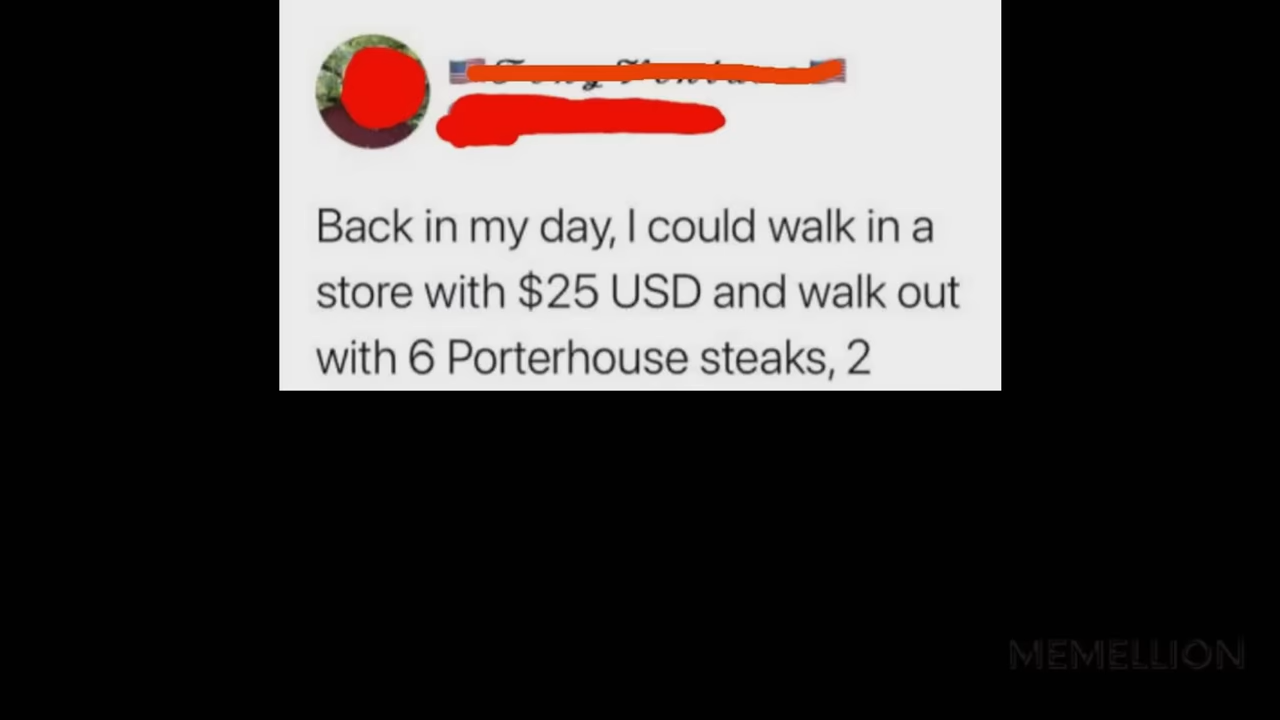 Back in my day, I could walk in a
store with $25 USD and walk out
with 6 Porterhouse steaks, 2
MEMELLION